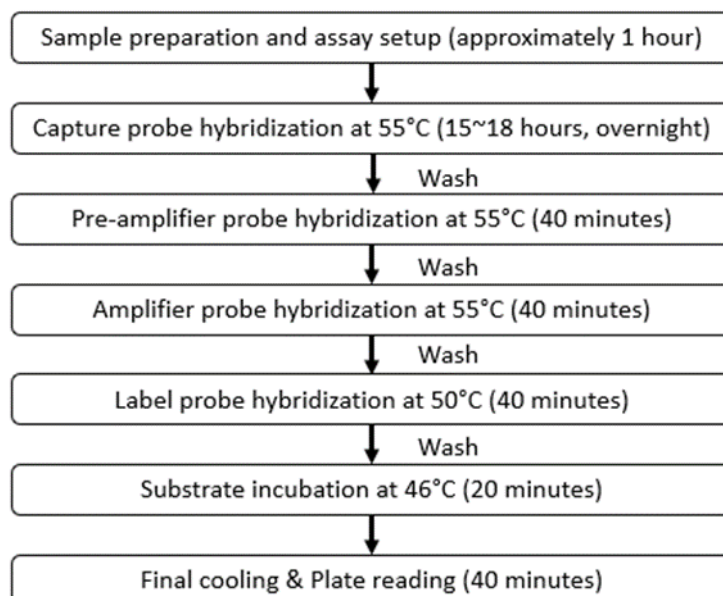 Sample preparation and assay setup (approximately 1 hour)
Capture probe hybridization at 55°C (15~18 hours, overnight)
Wash
Pre-amplifier probe hybridization at 55°C (40 minutes)
Wash
Amplifier probe hybridization at 55°C (40 minutes)
Wash
Label probe hybridization at 50°C (40 minutes)
Wash
Substrate incubation at 46°C (20 minutes)
Final cooling & Plate reading (40 minutes)